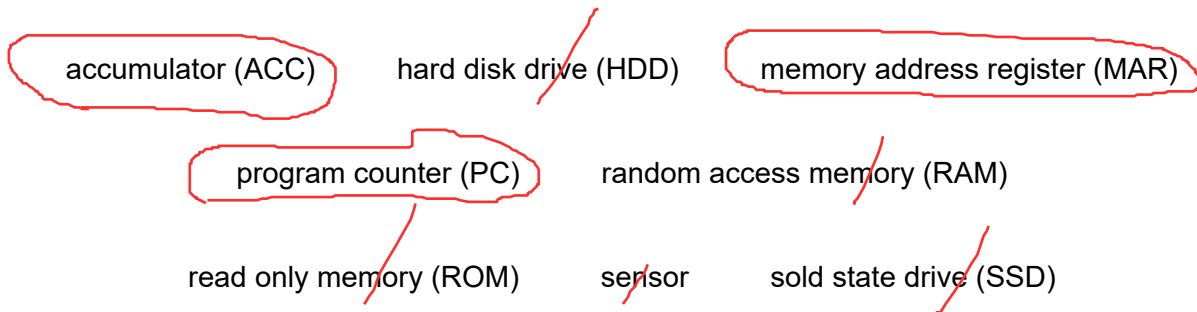 accumulator (ACC) hard disk drive (HDD) memory address register (MAR)
program counter (PC) random access memory (RAM)
read only memory (ROM) sensor sold state drive (SSD)